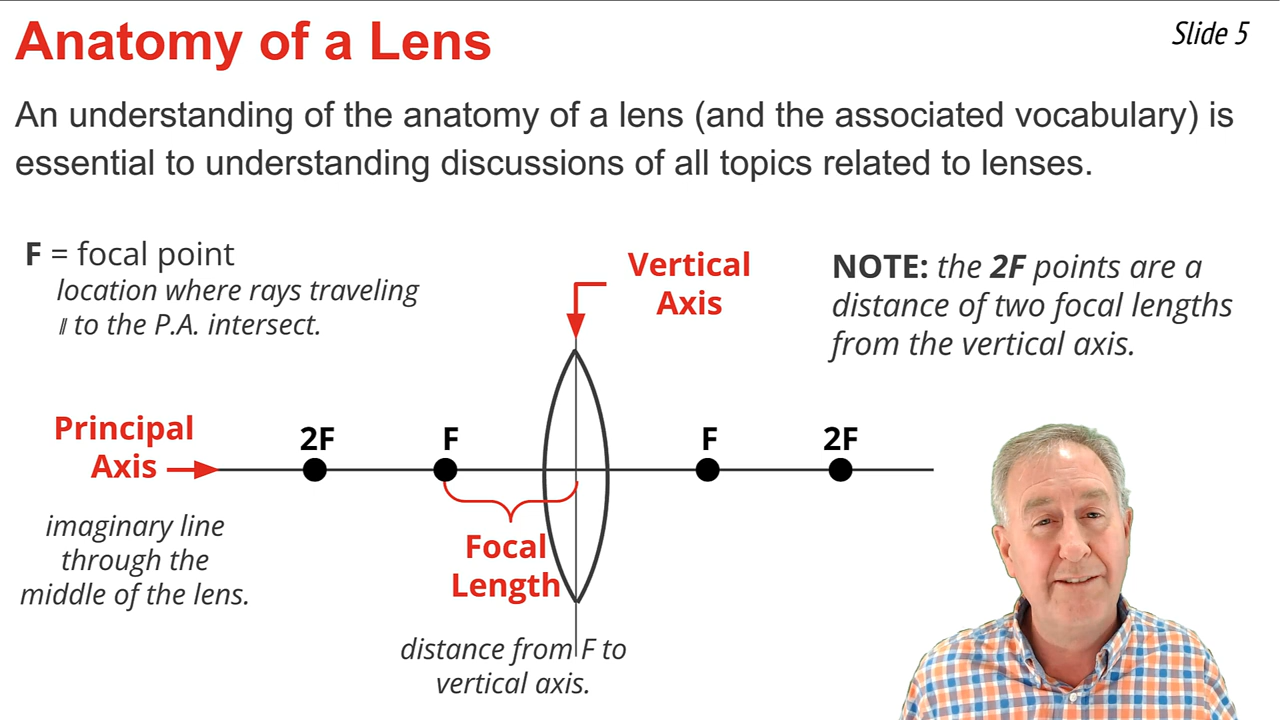 Anatomy of a Lens
Slide 5
An understanding of the anatomy of a lens (and the associated vocabulary) is
essential to understanding discussions of all topics related to lenses.
F = focal point
location where rays traveling
// to the P.A. intersect.
Vertical
Axis
NOTE: the 2F points are a
distance of two focal lengths
from the vertical axis.
Principal
Axis
2F
F
F
2F
imaginary line
through the
middle of the lens.
Focal
Length
distance from F to
vertical axis.